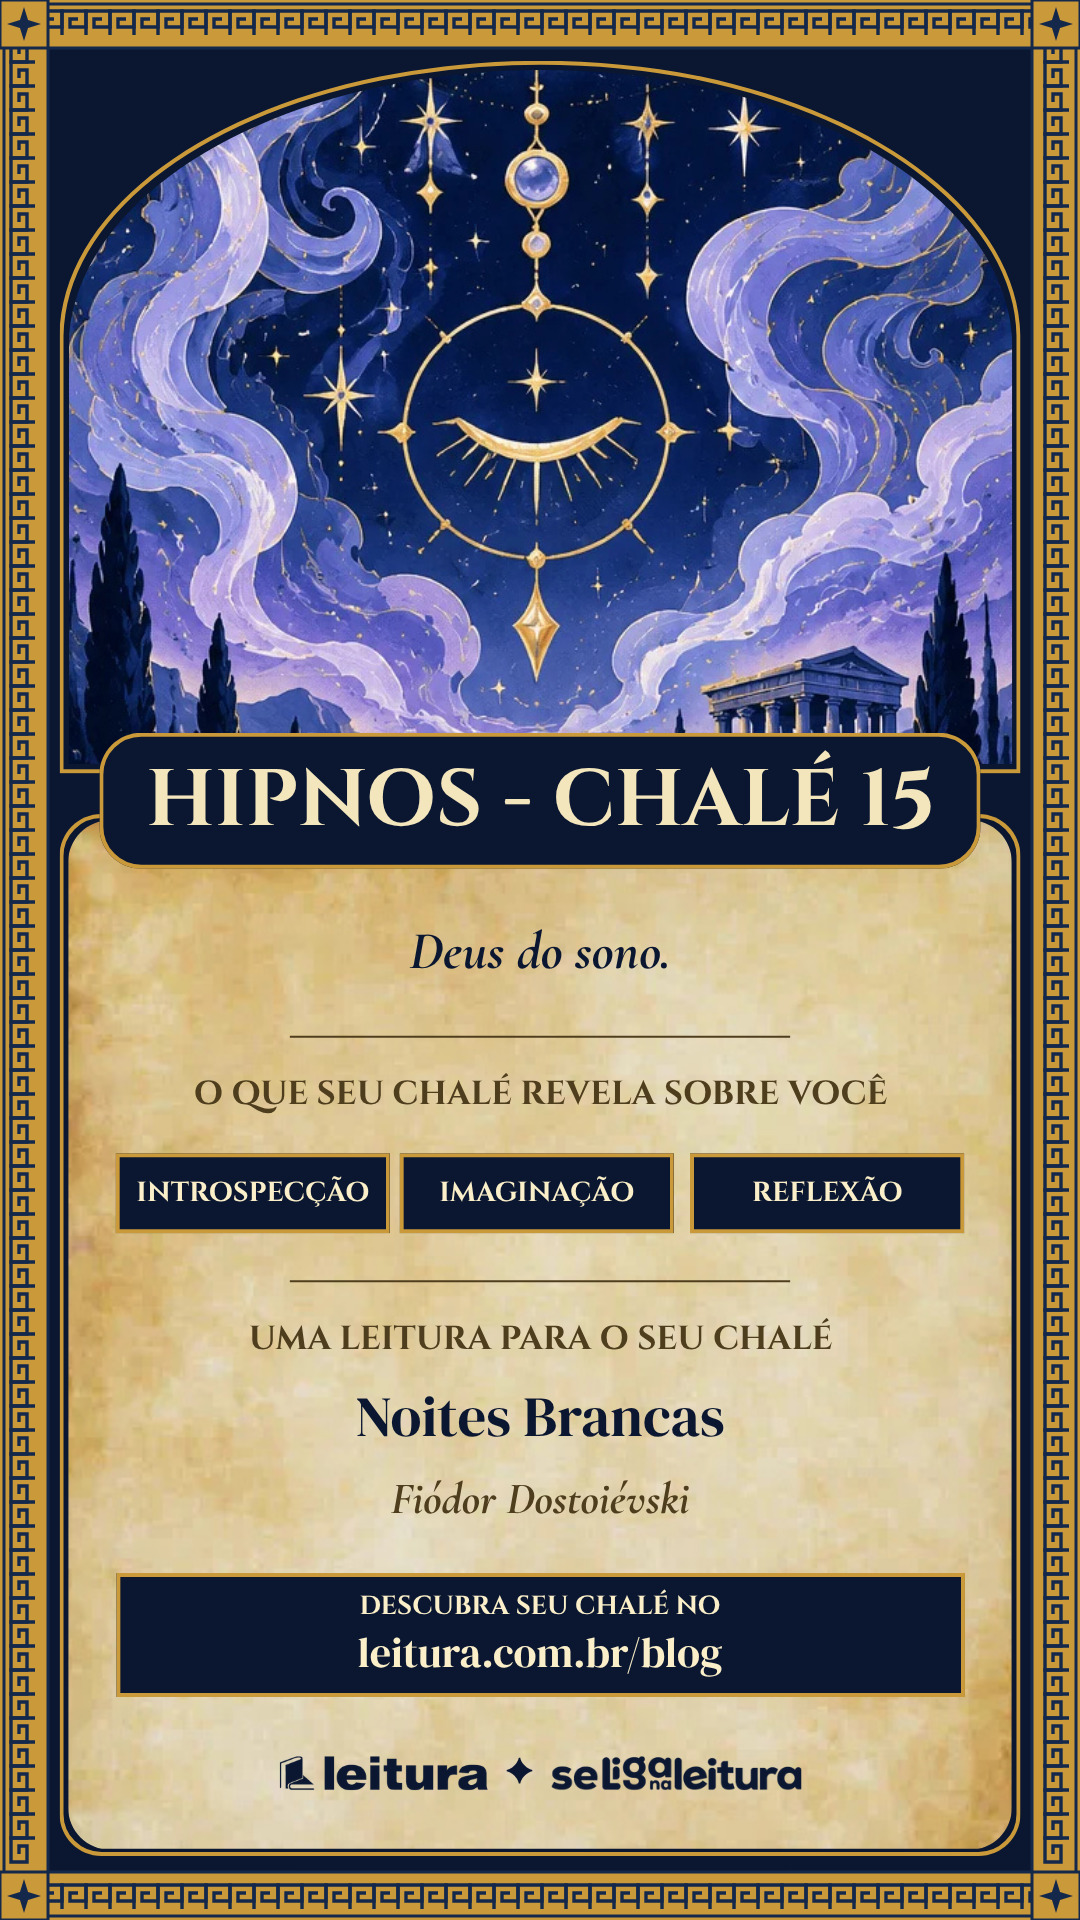 HIPNOS - CHALÉ 15
Deus do sono.
O QUE SEU CHALÉ REVELA SOBRE VOCÊ
INTROSPECÇÃO IMAGINAÇÃO REFLEXÃO
UMA LEITURA PARA O SEU CHALÉ
Noites Brancas
Fiódor Dostoiévski
DESCUBRA SEU CHALÉ NO
leitura.com.br/blog
leitura seliganaleitura